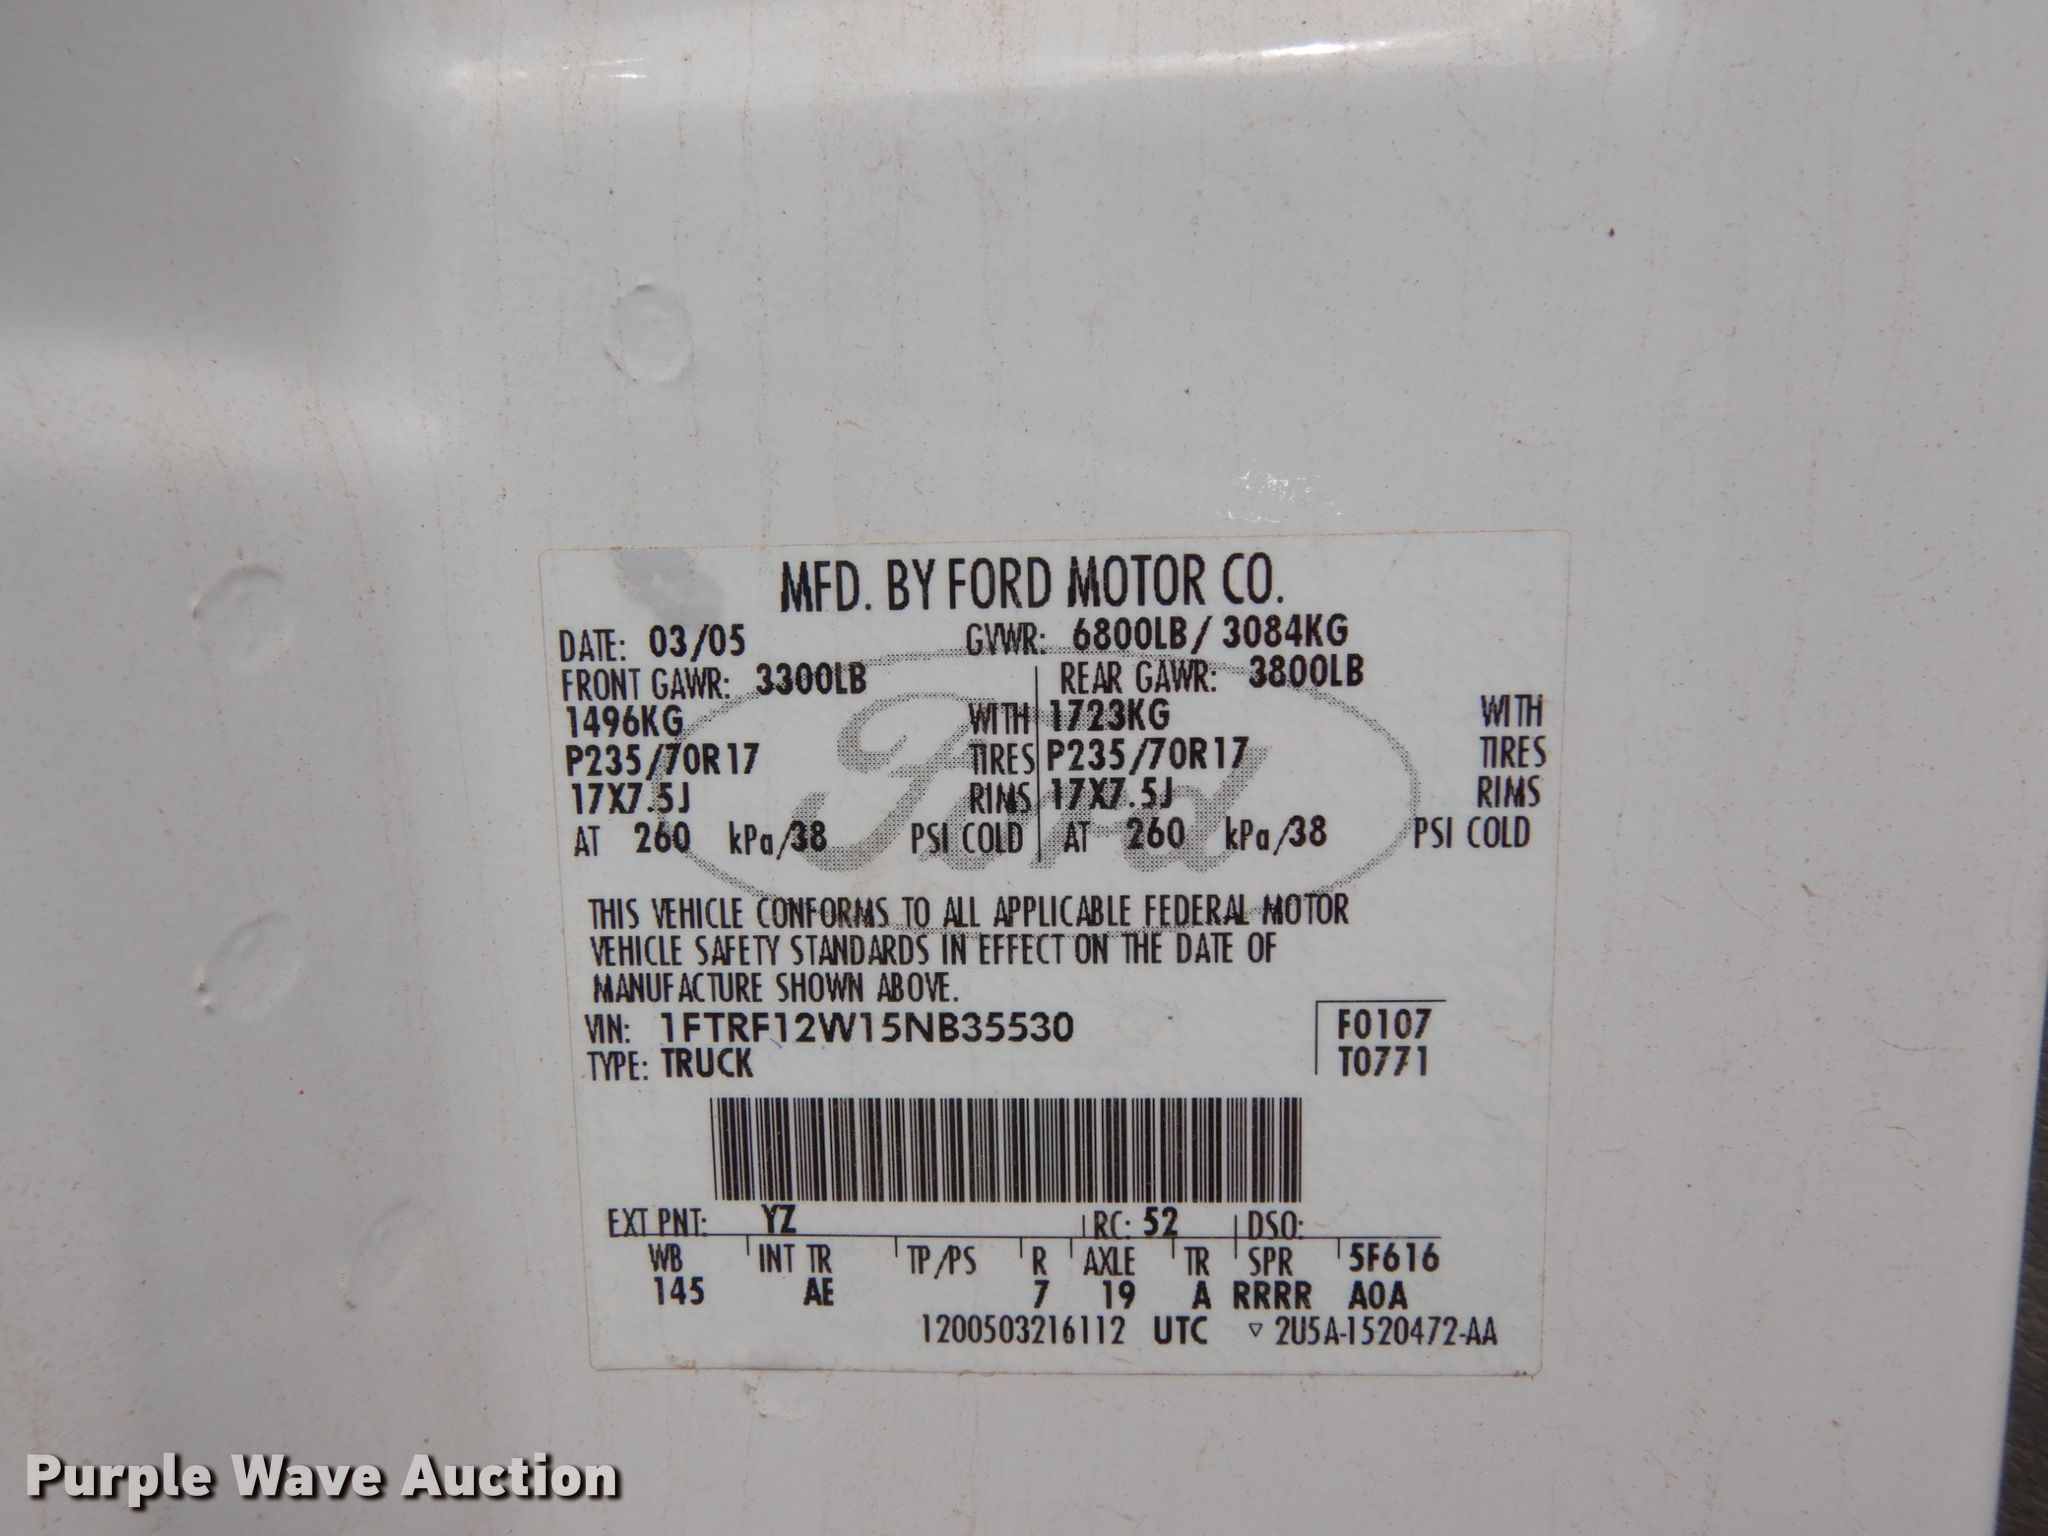 MFD. BY FORD MOTOR CO.
DATE: 03/05 GVWR: 6800LB/ 3084KG
FRONT GAWR: 3300LB REAR GAWR: 3800LB
1496KG WITH 1723KG WITH
P235/70R17 TIRES P235/70R17 TIRES
17X7.5J RIMS 17X7.5J RIMS
AT 260 kPa/38 PSI COLD AT 260 kPa/38 PSI COLD
Ford
THIS VEHICLE CONFORMS TO ALL APPLICABLE FEDERAL MOTOR
VEHICLE SAFETY STANDARDS IN EFFECT ON THE DATE OF
MANUFACTURE SHOWN ABOVE.
VIN: 1FTRF12W15NB35530 F0107
TYPE: TRUCK T0771
EXT PNT: YZ RC: 52 DSO:
WB INT TR TP/PS R AXLE TR SPR 5F616
145 AE 7 19 A RRRR A0A
1200503216112 UTC ▽ 2U5A-1520472-AA
Purple Wave Auction